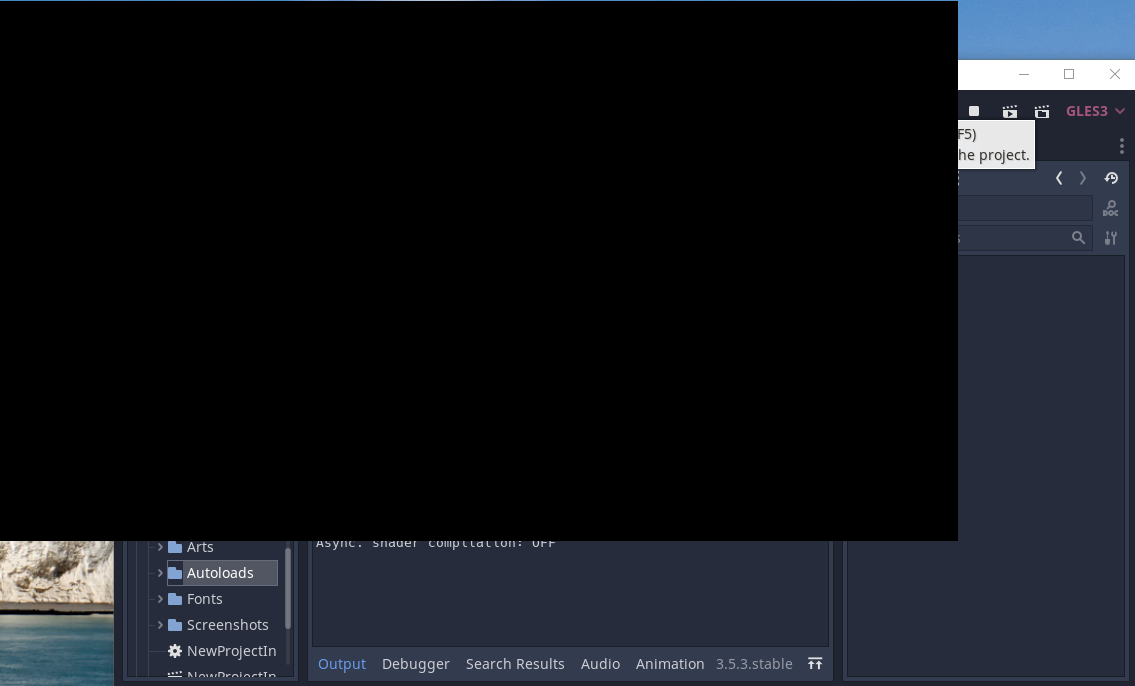 GLES3
F5)
he project.
s
DOC
Async. shader compilation: OFF
Arts
Autoloads
Fonts
Screenshots
NewProjectIn
NewProjectIn
Output Debugger Search Results Audio Animation 3.5.3.stable